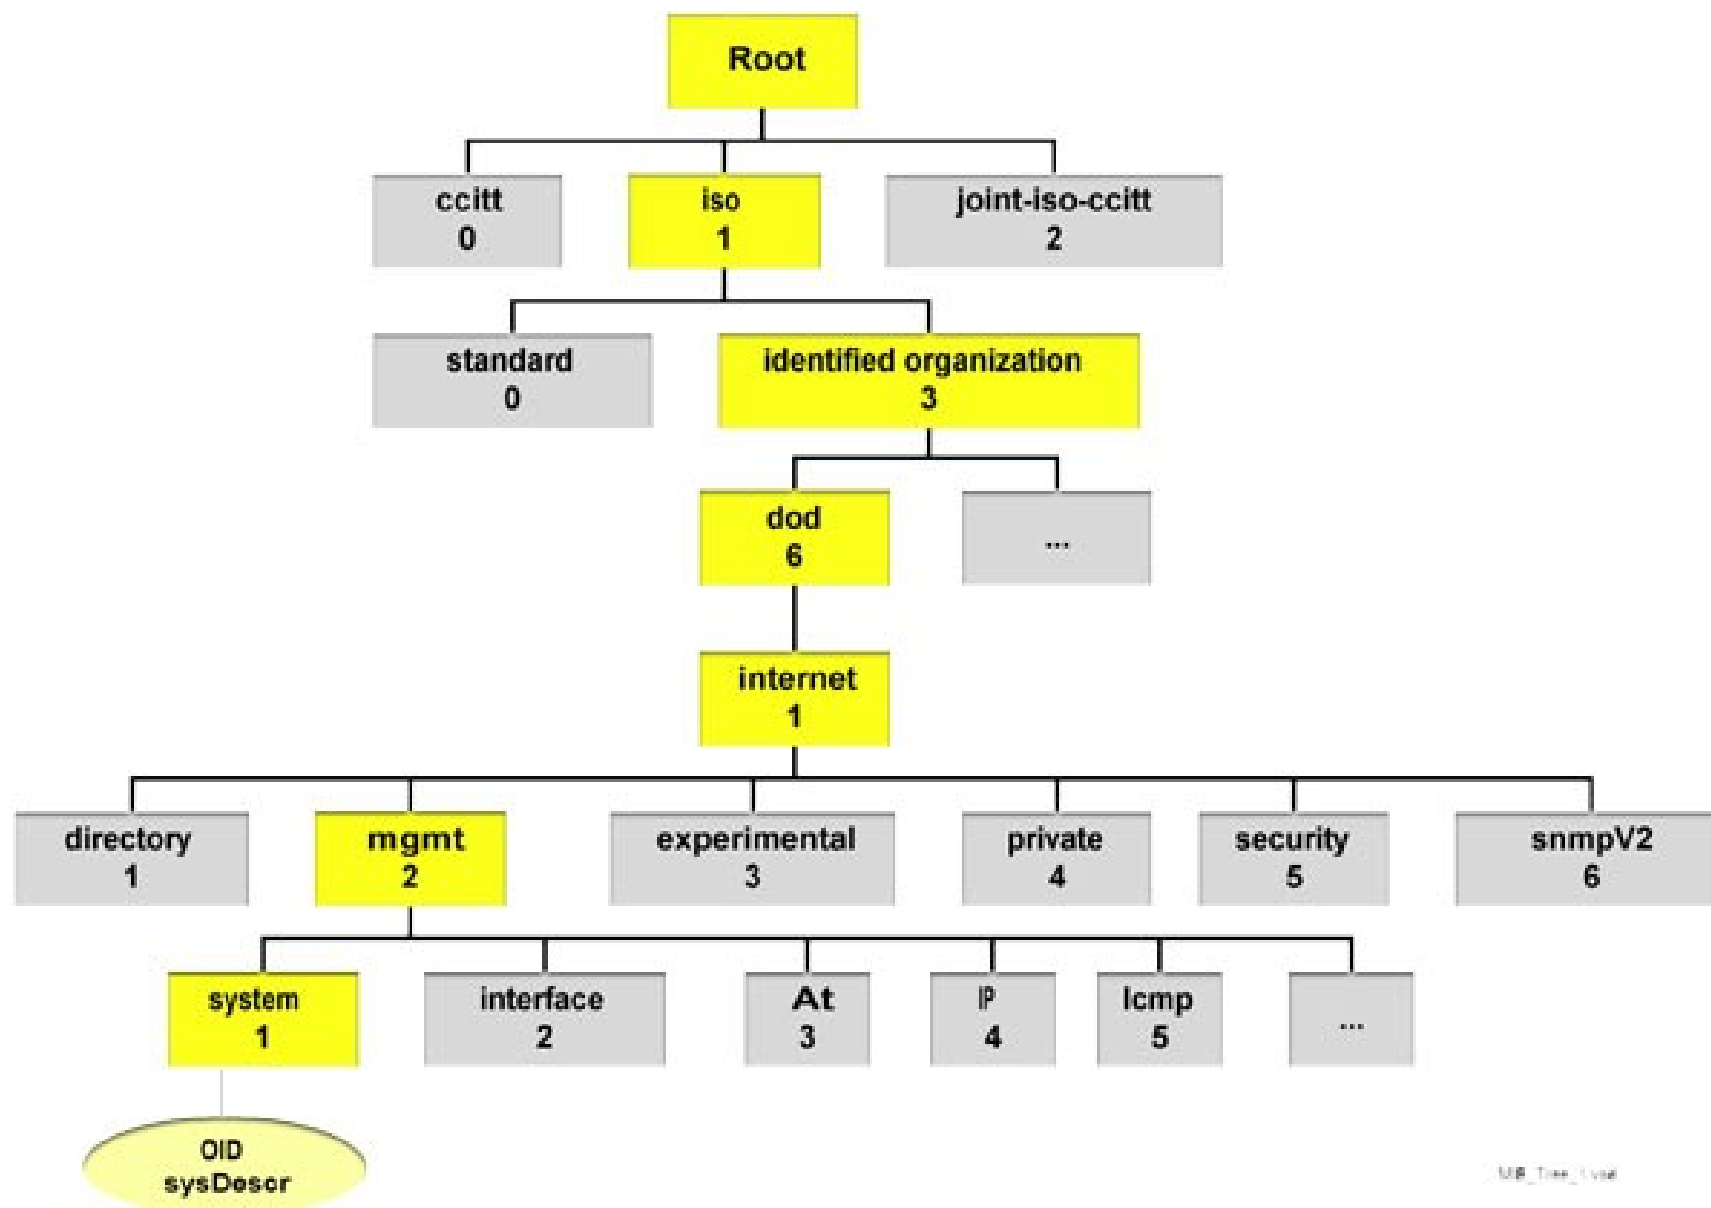 Root
ccitt
0
iso
1
joint-iso-ccitt
2
standard
0
identified organization
3
dod
6
...
internet
1
directory
1
mgmt
2
experimental
3
private
4
security
5
snmpV2
6
system
1
interface
2
At
3
IP
4
Icmp
5
...
OID
sysDescr